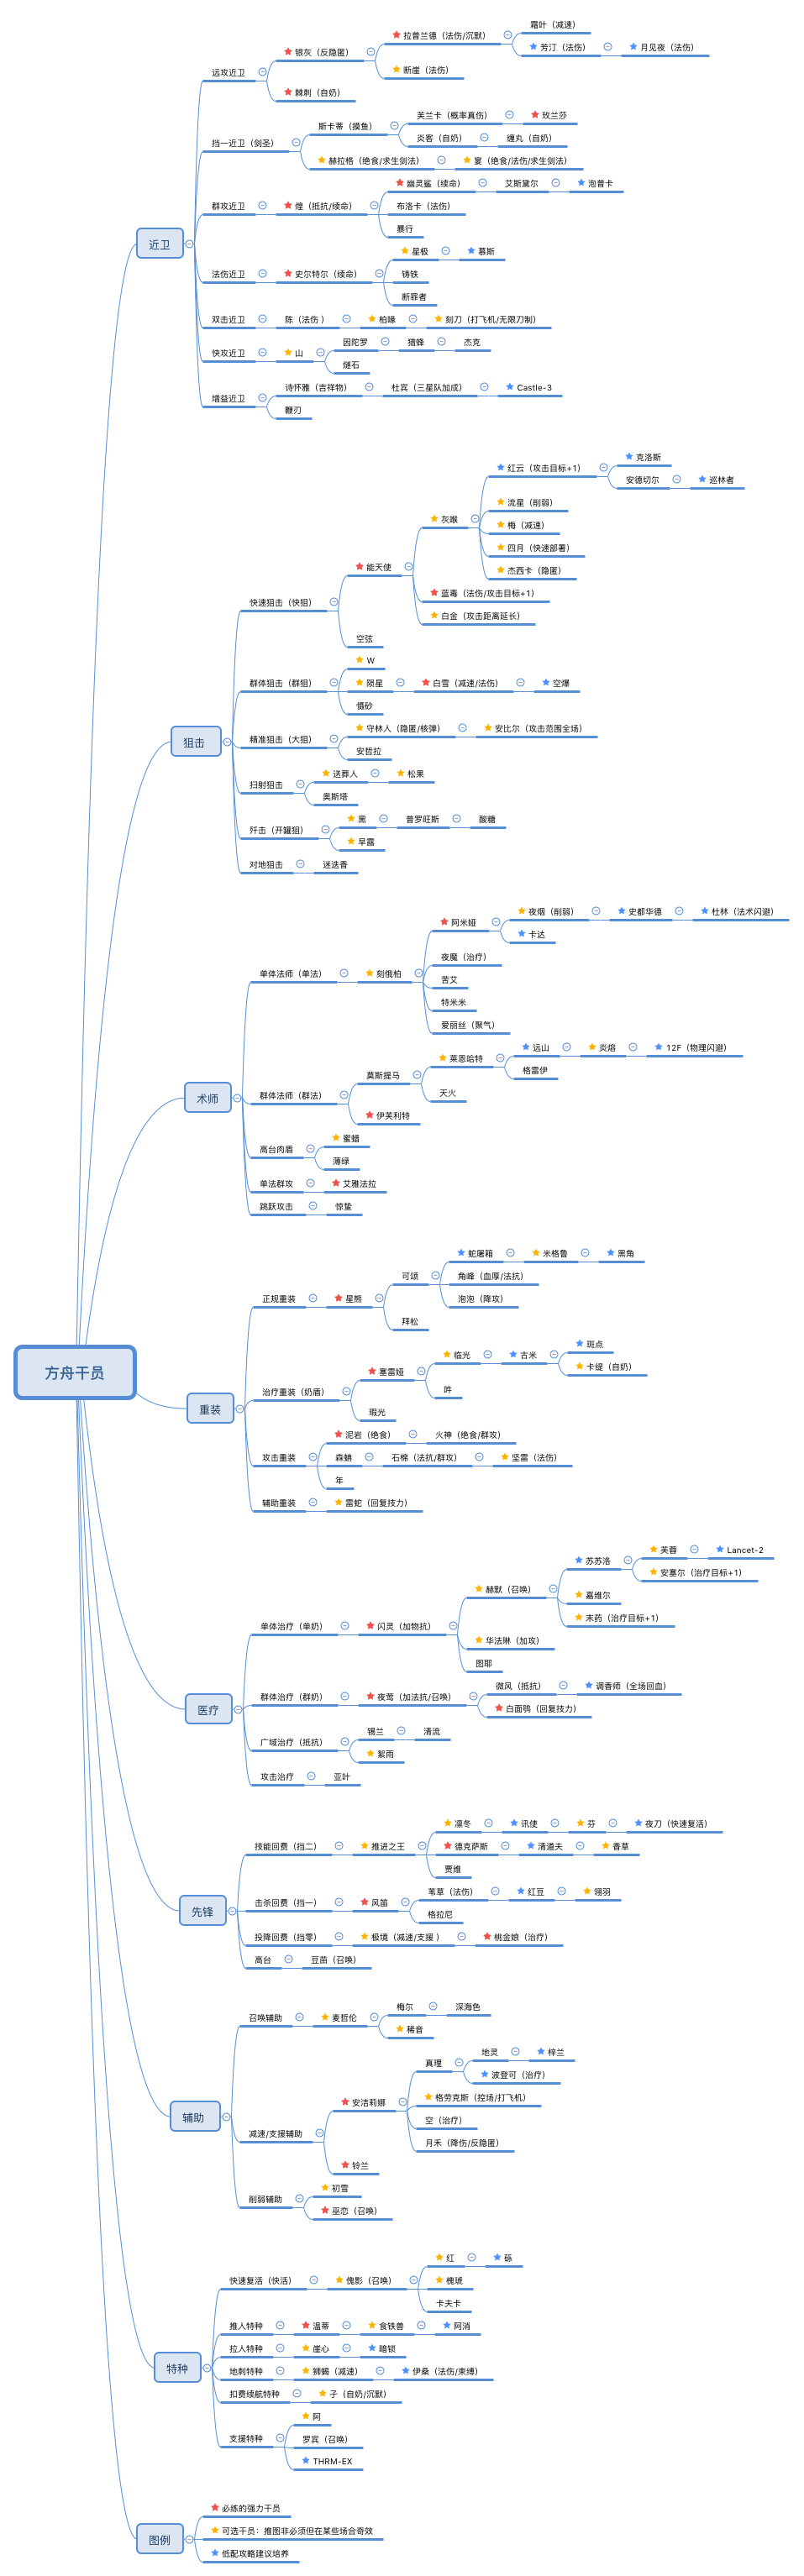 方舟干员
近卫
远攻近卫
银灰（反隐匿）
拉普兰德（法伤/沉默）
霜叶（减速）
芳汀（法伤）
月见夜（法伤）
断崖（法伤）
棘刺（自奶）
挡一近卫（剑圣）
斯卡蒂（摸鱼）
芙兰卡（概率真伤）
玫兰莎
炎客（自奶）
缠丸（自奶）
赫拉格（绝食/求生剑法）
宴（绝食/法伤/求生剑法）
群攻近卫
煌（抵抗/续命）
幽灵鲨（续命）
艾斯黛尔
泡普卡
布洛卡（法伤）
暴行
法伤近卫
史尔特尔（续命）
星极
慕斯
铸铁
断罪者
双击近卫
陈（法伤 ）
柏喙
刻刀（打飞机/无限刀制）
快攻近卫
山
因陀罗
猎蜂
杰克
燧石
增益近卫
诗怀雅（吉祥物）
杜宾（三星队加成）
Castle-3
鞭刃
狙击
快速狙击（快狙）
能天使
灰喉
红云（攻击目标+1）
克洛斯
安德切尔
巡林者
流星（削弱）
梅（减速）
四月（快速部署）
杰西卡（隐匿）
蓝毒（法伤/攻击目标+1）
白金（攻击距离延长）
空弦
群体狙击（群狙）
W
陨星
白雪（减速/法伤）
空爆
慑砂
精准狙击（大狙）
守林人（隐匿/核弹）
安比尔（攻击范围全场）
安哲拉
扫射狙击
送葬人
松果
奥斯塔
歼击（开罐狙）
黑
普罗旺斯
酸糖
早露
对地狙击
迷迭香
术师
单体法师（单法）
刻俄柏
阿米娅
夜烟（削弱）
史都华德
杜林（法术闪避）
卡达
夜魔（治疗）
苦艾
特米米
爱丽丝（聚气）
群体法师（群法）
莫斯提马
莱恩哈特
远山
炎熔
12F（物理闪避）
格雷伊
天火
伊芙利特
高台肉盾
蜜蜡
薄绿
单法群攻
艾雅法拉
跳跃攻击
惊蛰
重装
正规重装
星熊
可颂
蛇屠箱
米格鲁
黑角
角峰（血厚/法抗）
泡泡（降攻）
拜松
治疗重装（奶盾）
塞雷娅
临光
古米
斑点
卡缇（自奶）
吽
瑕光
攻击重装
泥岩（绝食）
火神（绝食/群攻）
森蚺
石棉（法抗/群攻）
坚雷（法伤）
年
辅助重装
雷蛇（回复技力）
医疗
单体治疗（单奶）
闪灵（加物抗）
赫默（召唤）
苏苏洛
芙蓉
Lancet-2
安塞尔（治疗目标+1）
嘉维尔
末药（治疗目标+1）
华法琳（加攻）
图耶
群体治疗（群奶）
夜莺（加法抗/召唤）
微风（抵抗）
调香师（全场回血）
白面鸮（回复技力）
广域治疗（抵抗）
锡兰
清流
絮雨
攻击治疗
亚叶
先锋
技能回费（挡二）
推进之王
凛冬
讯使
芬
夜刀（快速复活）
德克萨斯
清道夫
香草
贾维
击杀回费（挡一）
风笛
苇草（法伤）
红豆
翎羽
格拉尼
投降回费（挡零）
极境（减速/支援 ）
桃金娘（治疗）
高台
豆苗（召唤）
辅助
召唤辅助
麦哲伦
梅尔
深海色
稀音
减速/支援辅助
安洁莉娜
真理
地灵
梓兰
波登可（治疗）
格劳克斯（控场/打飞机）
空（治疗）
月禾（降伤/反隐匿）
铃兰
削弱辅助
初雪
巫恋（召唤）
特种
快速复活（快活）
傀影（召唤）
红
砾
槐琥
卡夫卡
推人特种
温蒂
食铁兽
阿消
拉人特种
崖心
暗锁
地刺特种
狮蝎（减速）
伊桑（法伤/束缚）
扣费续航特种
孑（自奶/沉默）
支援特种
阿
罗宾（召唤）
THRM-EX
图例
必练的强力干员
可选干员：推图非必须但在某些场合奇效
低配攻略建议培养